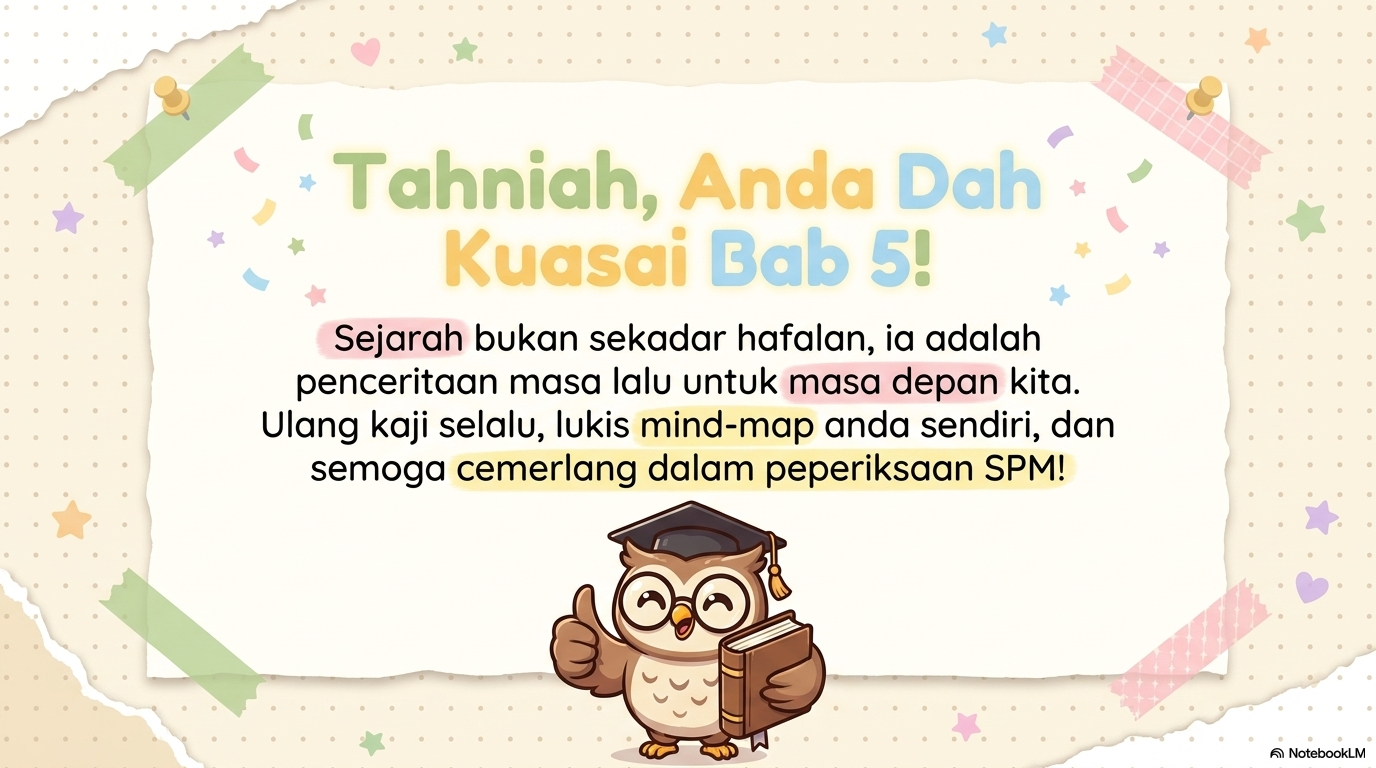 Tahniah, Anda Dah
Kuasai Bab 5!
Sejarah bukan sekadar hafalan, ia adalah
penceritaan masa lalu untuk masa depan kita.
Ulang kaji selalu, lukis mind-map anda sendiri, dan
semoga cemerlang dalam peperiksaan SPM!
NotebookLM